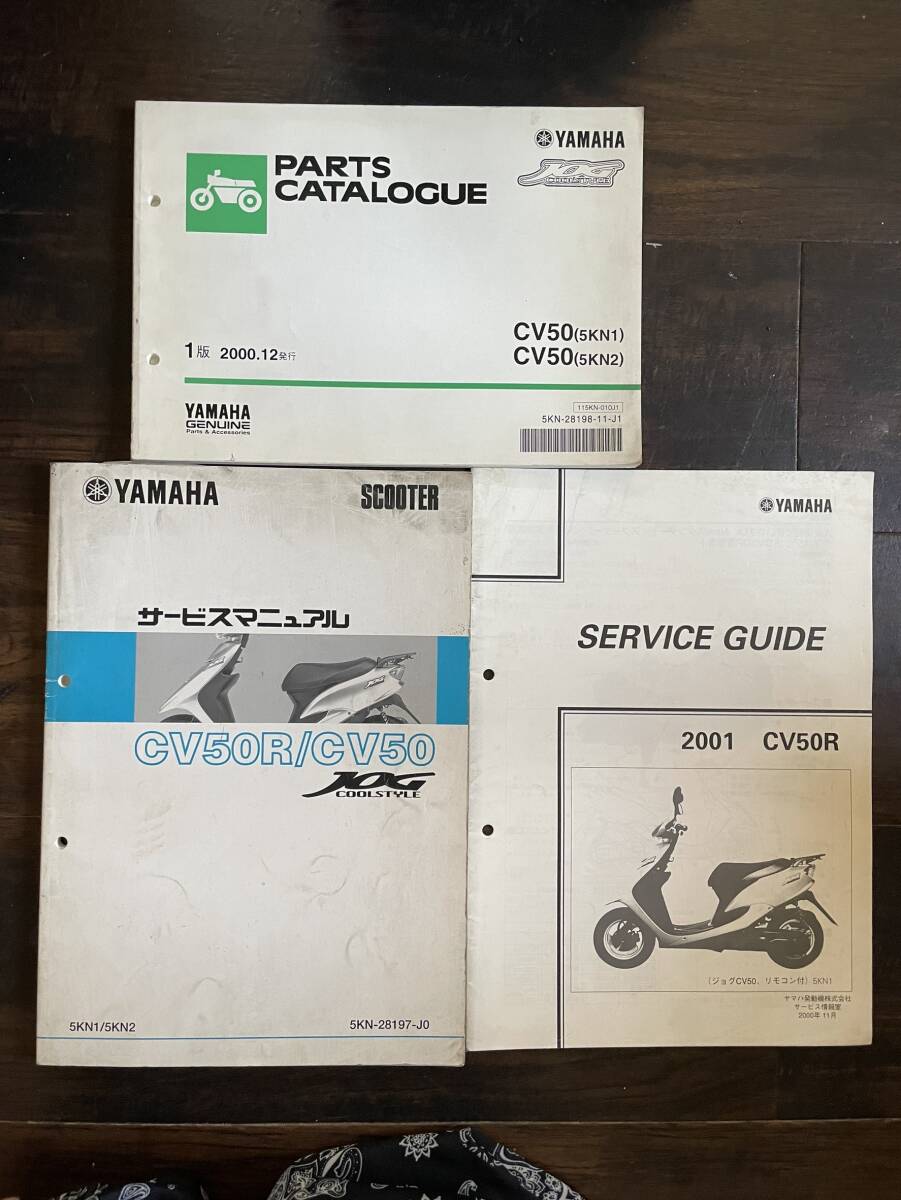 YAMAHA
JOG
COOLSTYLE
PARTS
CATALOGUE
CV50(5KN1)
CV50(5KN2)
1版 2000.12発行
YAMAHA
GENUINE
Parts & Accessories
115KN-010J1
5KN-28198-11-J1
YAMAHA
SCOOTER
サービスマニュアル
JOG
CV50R/CV50
JOG
COOLSTYLE
5KN1/5KN2
5KN-28197-J0
YAMAHA
SERVICE GUIDE
2001 CV50R
(ジョグCV50、リモコン付) 5KN1
ヤマハ発動機株式会社
サービス情報室
2000年11月